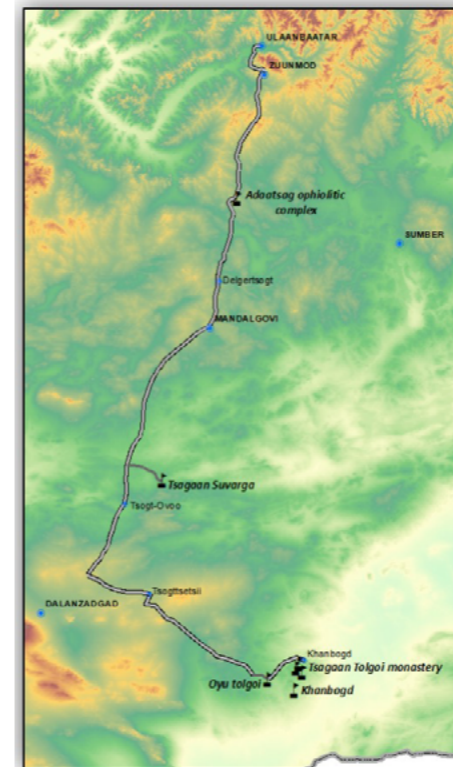 ULAANBAATAR
ZUUNMOD
Adaatsag ophiolitic
complex
SUMBER
Delgertsogt
MANDALGOVI
Tsagaan Suvarga
Tsogt-Ovoo
Tsogttsetsii
DALANZADGAD
Khanbogd
Tsagaan Tolgoi monastery
Oyu tolgoi
Khanbogd